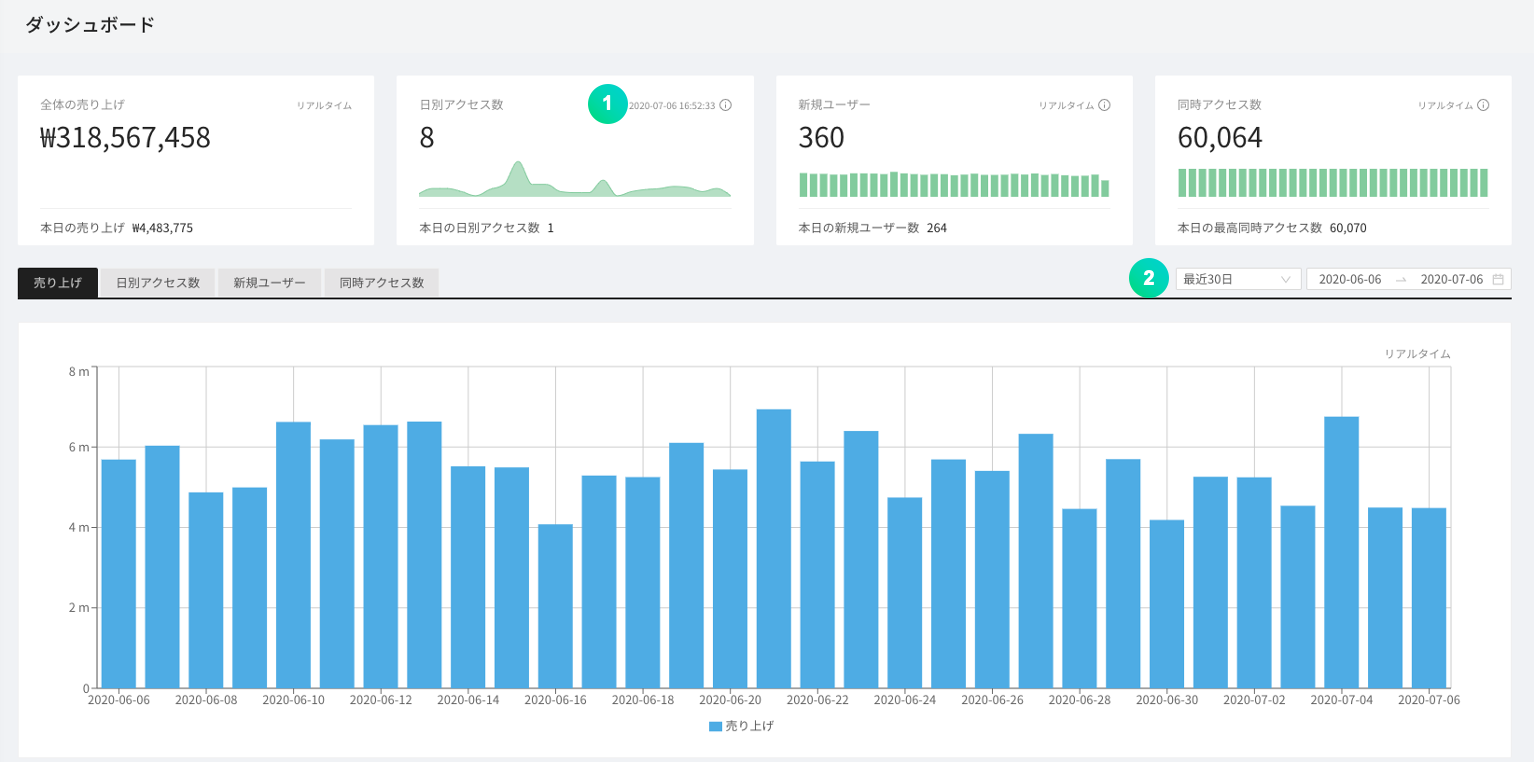 ダッシュボード
全体の売り上げ リアルタイム
₩318,567,458
本日の売り上げ ₩4,483,775
日別アクセス数 1 2020-07-06 16:52:33
8
本日の日別アクセス数 1
新規ユーザー リアルタイム
360
本日の新規ユーザー数 264
同時アクセス数 リアルタイム
60,064
本日の最高同時アクセス数 60,070
売り上げ 日別アクセス数 新規ユーザー 同時アクセス数 2 最近30日 2020-06-06 → 2020-07-06
リアルタイム
8 m
6 m
4 m
2 m
0
2020-06-06 2020-06-08 2020-06-10 2020-06-12 2020-06-14 2020-06-16 2020-06-18 2020-06-20 2020-06-22 2020-06-24 2020-06-26 2020-06-28 2020-06-30 2020-07-02 2020-07-04 2020-07-06
売り上げ